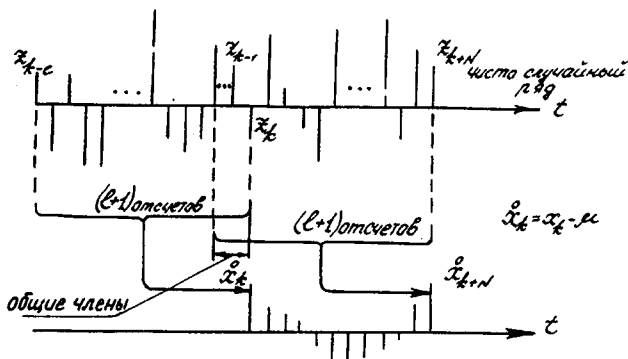 z_{k-ℓ}
z_{k-1}
z_{k+N}
...
...
...
чисто случайный
ряд
t
z_k
(ℓ+1) отсчетов
(ℓ+1) отсчетов
x̊_k = x_k - μ
общие члены
x̊_k
x̊_{k+N}
t